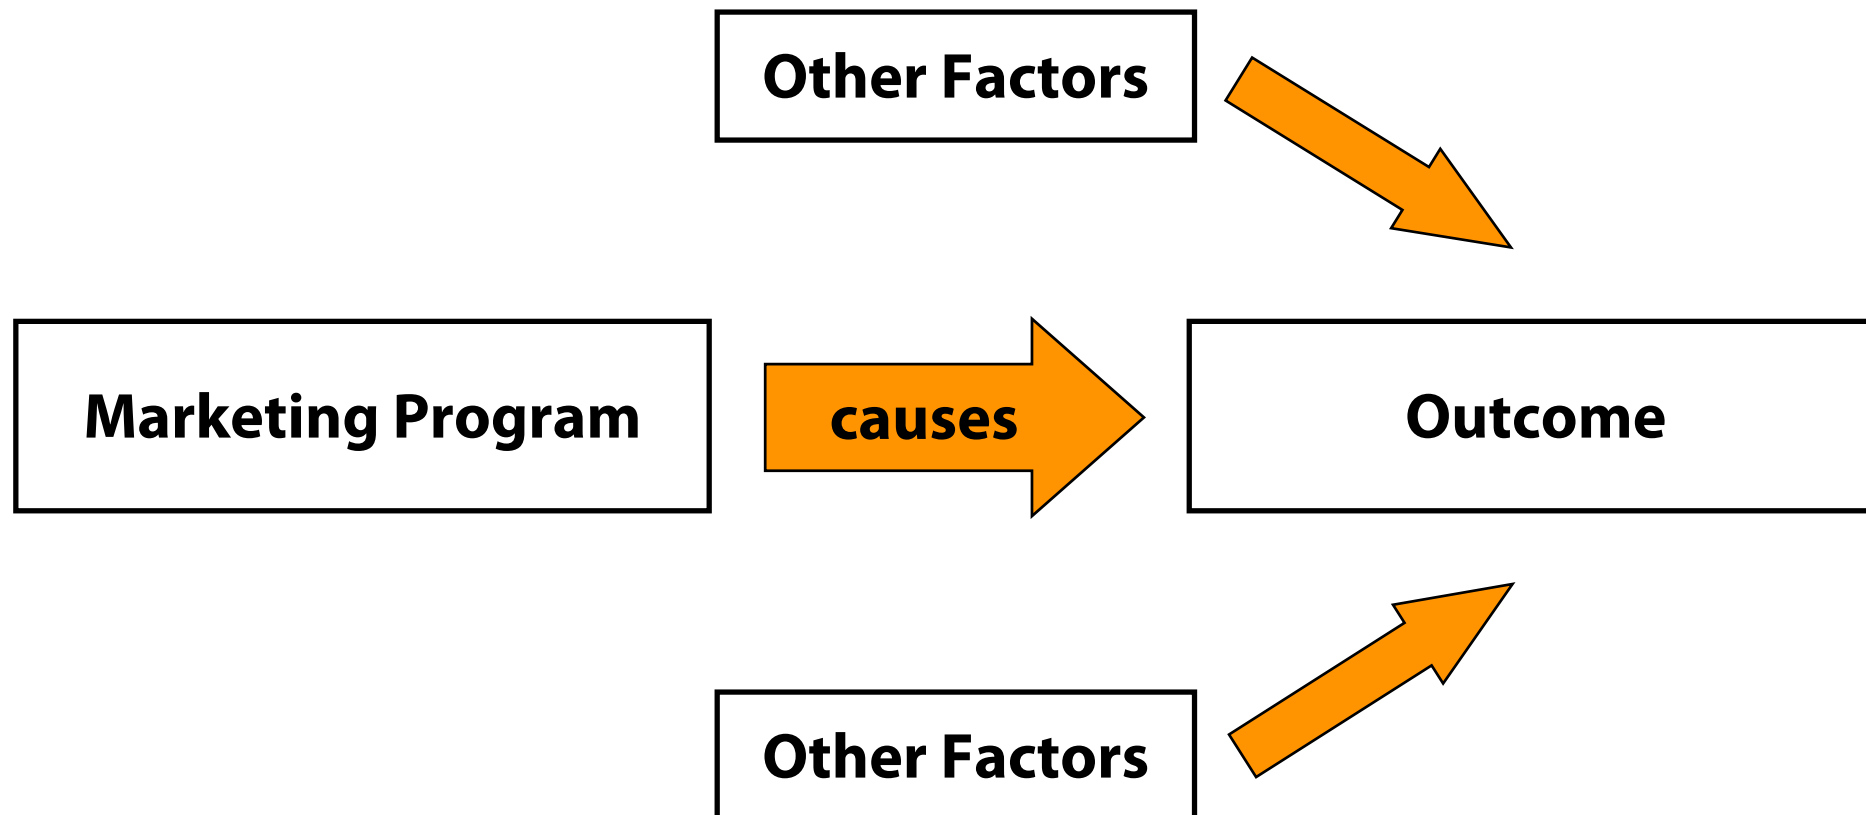 Other Factors
Marketing Program
causes
Outcome
Other Factors